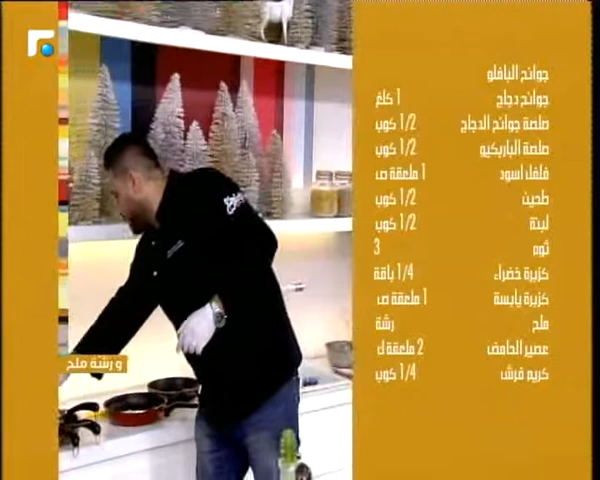 جوانح البافلو
جوانح دجاج 1 كلغ
صلصة جوانح الدجاج 1/2 كوب
صلصة الباربكيو 1/2 كوب
فلفل اسود 1 ملعقة ص
طحين 1/2 كوب
لبنة 1/2 كوب
ثوم 3
كزبرة خضراء 1/4 باقة
كزبرة يابسة 1 ملعقة ص
ملح رشة
عصير الحامض 2 ملعقة ك
كريم فرش 1/4 كوب
و رشة ملح